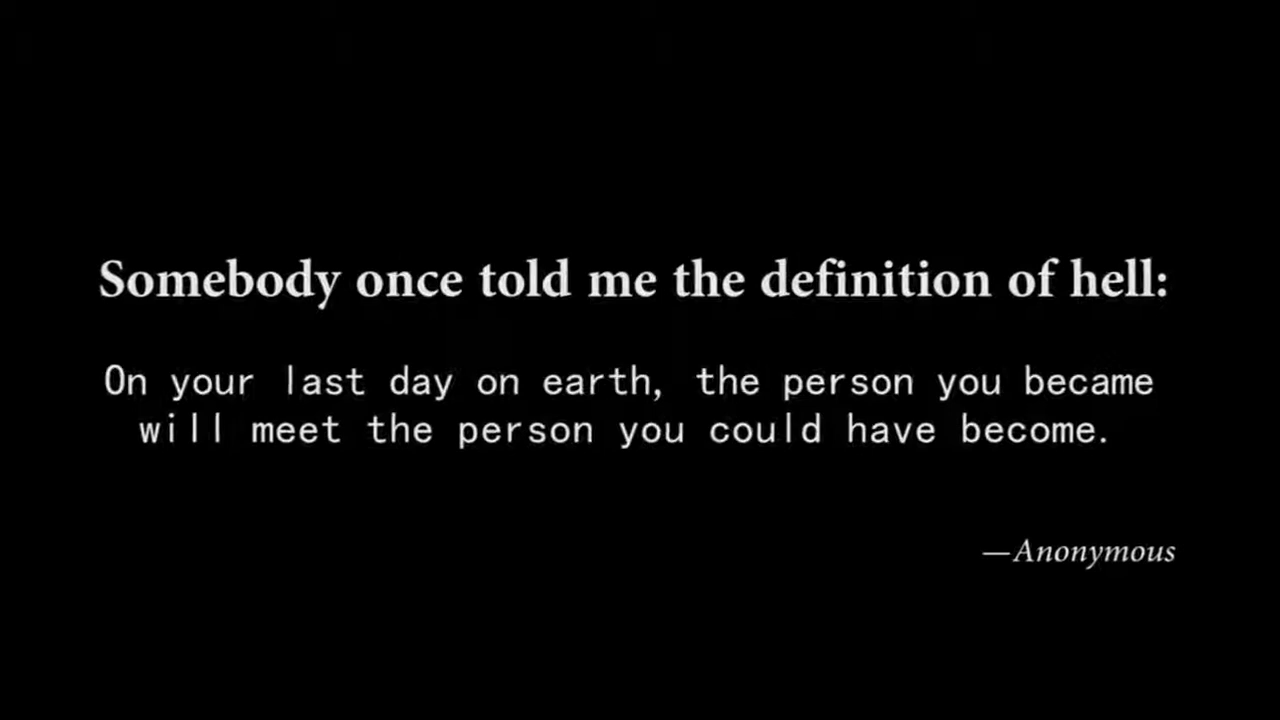 Somebody once told me the definition of hell:
On your last day on earth, the person you became
will meet the person you could have become.
—Anonymous